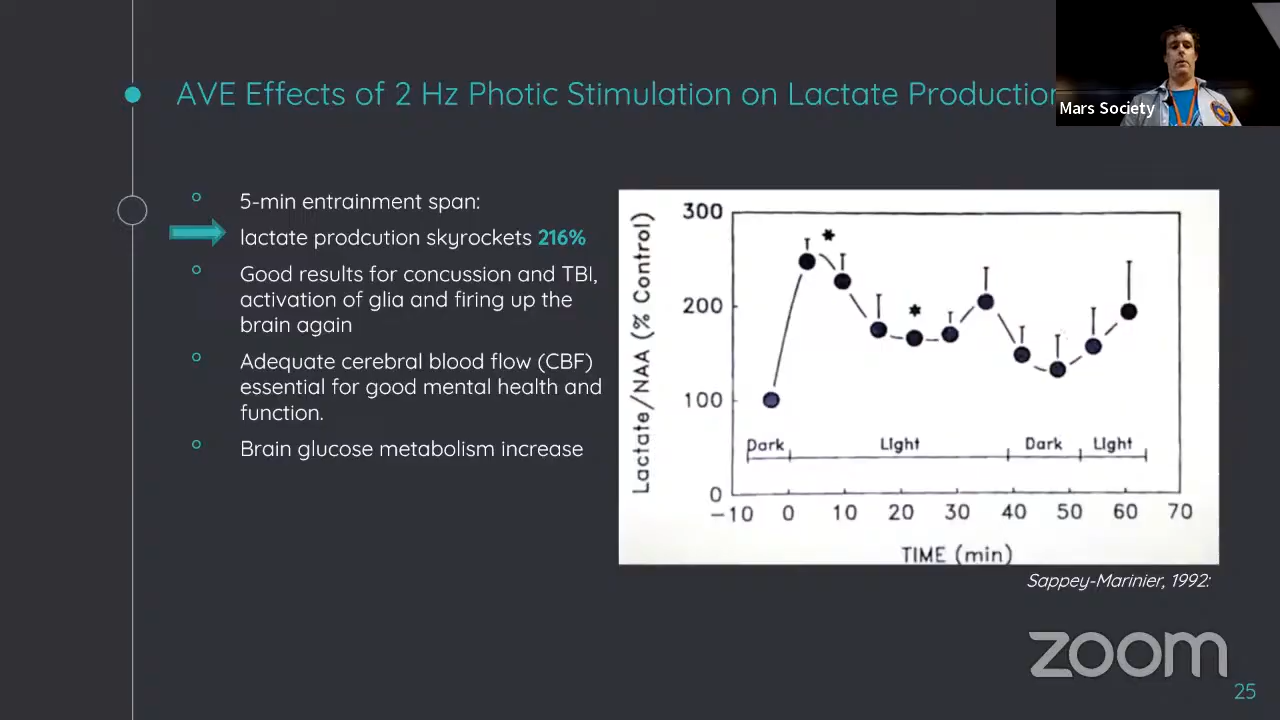 AVE Effects of 2 Hz Photic Stimulation on Lactate Production
Mars Society
5-min entrainment span:
lactate prodcution skyrockets 216%
Good results for concussion and TBI,
activation of glia and firing up the
brain again
Adequate cerebral blood flow (CBF)
essential for good mental health and
function.
Brain glucose metabolism increase
Lactate/NAA (% Control)
300
200
100
0
Dark
Light
Dark
Light
-10 0 10 20 30 40 50 60 70
TIME (min)
Sappey-Marinier, 1992:
zoom
25